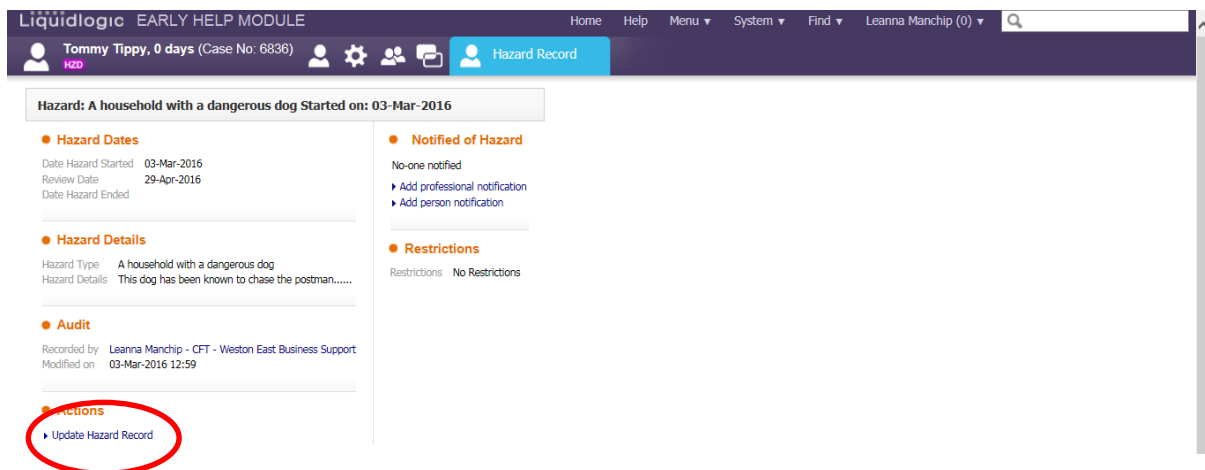 Liquidlogic EARLY HELP MODULE Home Help Menu ▾ System ▾ Find ▾ Leanna Manchip (0) ▾
Tommy Tippy, 0 days (Case No: 6836) Hazard Record
HZD
Hazard: A household with a dangerous dog Started on: 03-Mar-2016
Hazard Dates
Date Hazard Started 03-Mar-2016
Review Date 29-Apr-2016
Date Hazard Ended
Hazard Details
Hazard Type A household with a dangerous dog
Hazard Details This dog has been known to chase the postman......
Audit
Recorded by Leanna Manchip - CFT - Weston East Business Support
Modified on 03-Mar-2016 12:59
Actions
Update Hazard Record
Notified of Hazard
No-one notified
Add professional notification
Add person notification
Restrictions
Restrictions No Restrictions